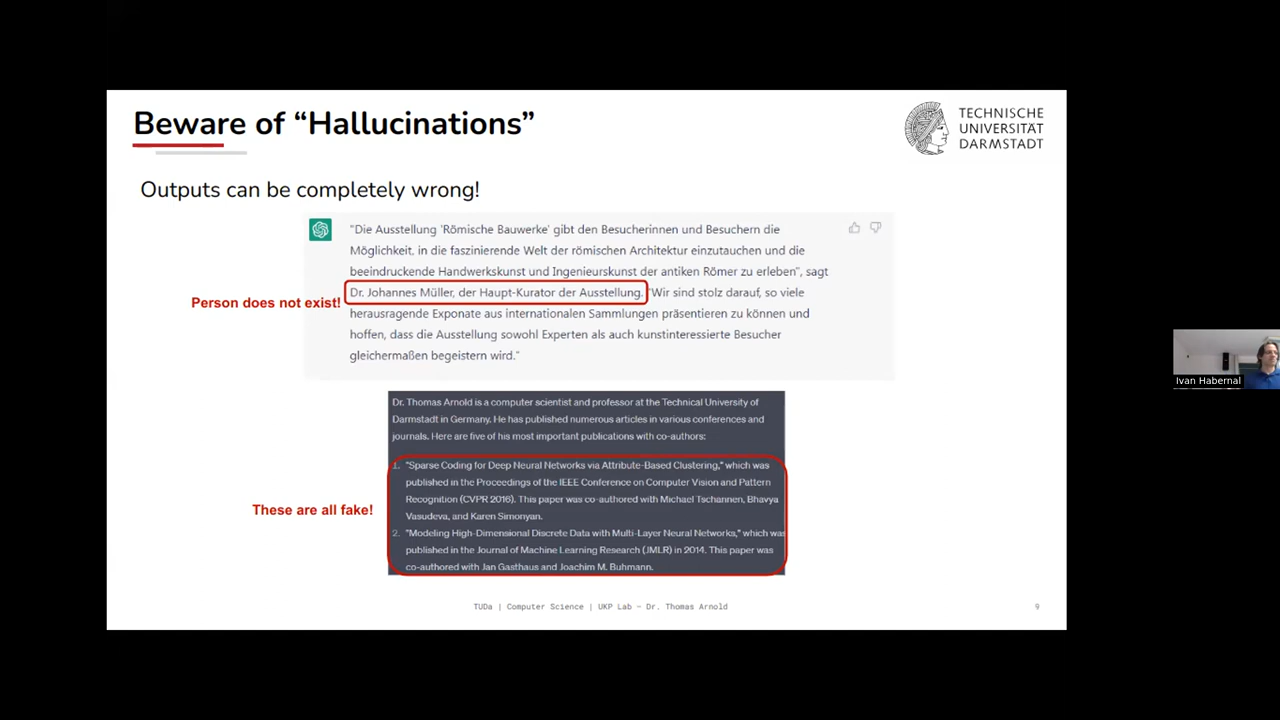 Beware of “Hallucinations”
TECHNISCHE
UNIVERSITÄT
DARMSTADT
Outputs can be completely wrong!
“Die Ausstellung 'Römische Bauwerke' gibt den Besucherinnen und Besuchern die
Möglichkeit, in die faszinierende Welt der römischen Architektur einzutauchen und die
beeindruckende Handwerkskunst und Ingenieurskunst der antiken Römer zu erleben”, sagt
Dr. Johannes Müller, der Haupt-Kurator der Ausstellung. “Wir sind stolz darauf, so viele
herausragende Exponate aus internationalen Sammlungen präsentieren zu können und
hoffen, dass die Ausstellung sowohl Experten als auch kunstinteressierte Besucher
gleichermaßen begeistern wird.”
Person does not exist!
Dr. Thomas Arnold is a computer scientist and professor at the Technical University of
Darmstadt in Germany. He has published numerous articles in various conferences and
journals. Here are five of his most important publications with co-authors:
1. "Sparse Coding for Deep Neural Networks via Attribute-Based Clustering," which was
published in the Proceedings of the IEEE Conference on Computer Vision and Pattern
Recognition (CVPR 2016). This paper was co-authored with Michael Tschannen, Bhavya
Vasudeva, and Karen Simonyan.
2. "Modeling High-Dimensional Discrete Data with Multi-Layer Neural Networks," which was
published in the Journal of Machine Learning Research (JMLR) in 2014. This paper was
co-authored with Jan Gasthaus and Joachim M. Buhmann.
These are all fake!
TUDa | Computer Science | UKP Lab – Dr. Thomas Arnold
9
Ivan Habernal